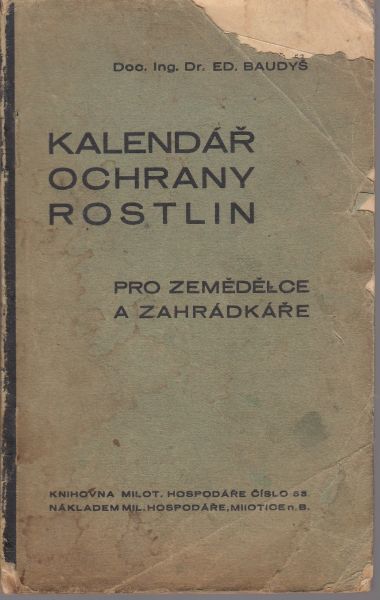 Doc. Ing. Dr. ED. BAUDYŠ
KALENDÁŘ
OCHRANY
ROSTLIN
PRO ZEMĚDĚLCE
A ZAHRÁDKÁŘE
KNIHOVNA MILOT. HOSPODÁŘE ČÍSLO 53.
NÁKLADEM MIL. HOSPODÁŘE, MILOTICE n. B.